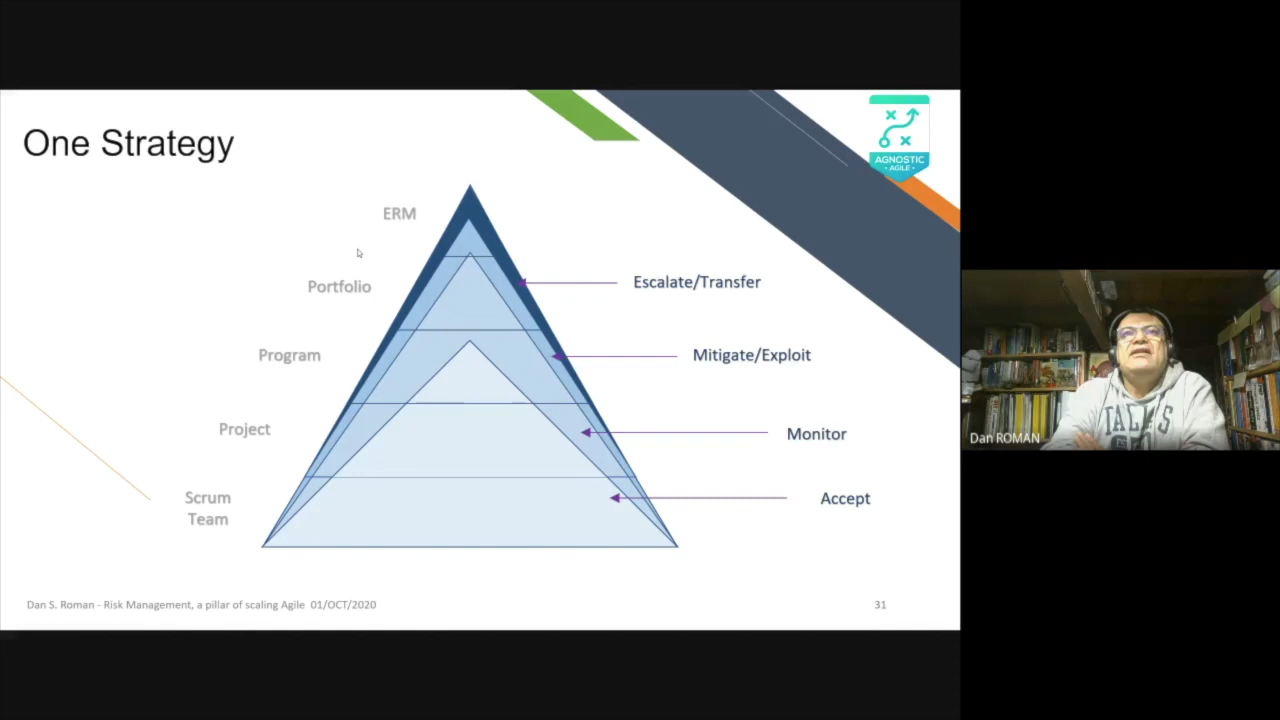 One Strategy
AGNOSTIC
• AGILE •
ERM
Portfolio
Program
Project
Scrum
Team
Escalate/Transfer
Mitigate/Exploit
Monitor
Accept
Dan S. Roman - Risk Management, a pillar of scaling Agile 01/OCT/2020
31
Dan ROMAN